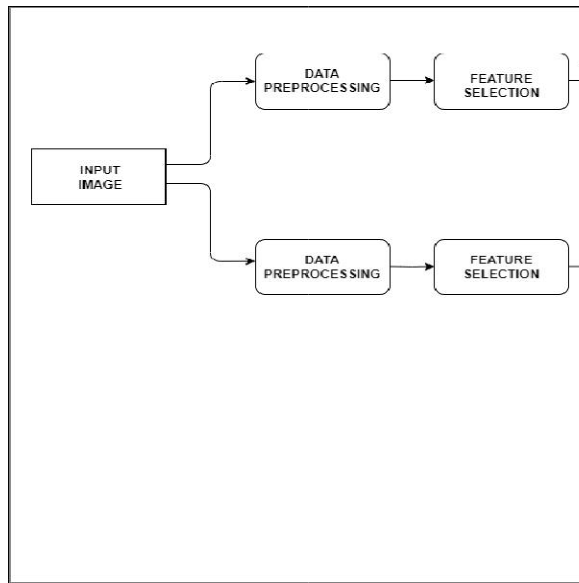 DATA
PREPROCESSING
FEATURE
SELECTION
INPUT
IMAGE
DATA
PREPROCESSING
FEATURE
SELECTION